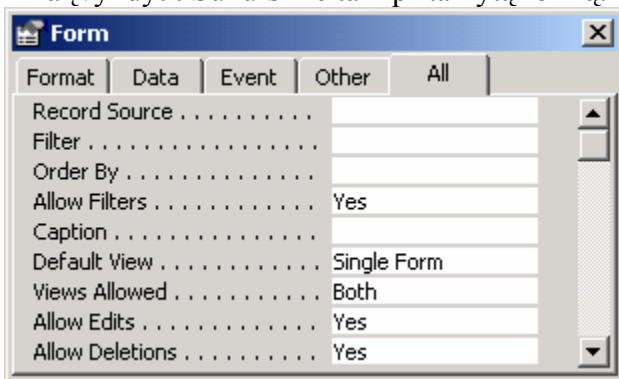 Form
Format Data Event Other All
Record Source . . . . . . . . . .
Filter . . . . . . . . . . . . . . . . . .
Order By . . . . . . . . . . . . . .
Allow Filters . . . . . . . . . . . . Yes
Caption . . . . . . . . . . . . . . .
Default View . . . . . . . . . . . . Single Form
Views Allowed . . . . . . . . . . . Both
Allow Edits . . . . . . . . . . . . . Yes
Allow Deletions . . . . . . . . . . Yes